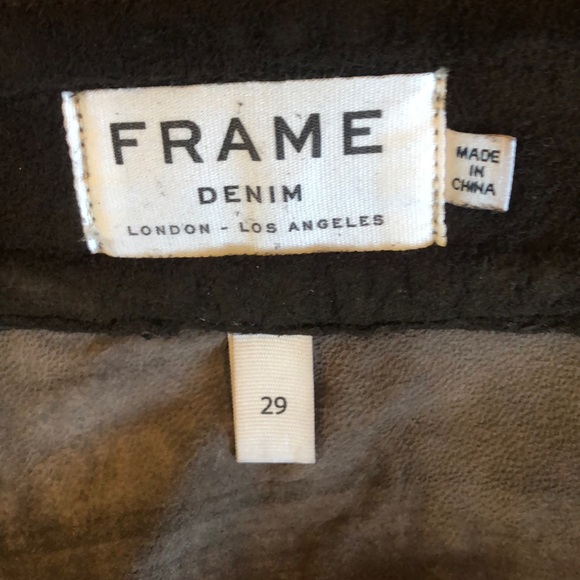 FRAME
DENIM
LONDON - LOS ANGELES
MADE
IN
CHINA
29